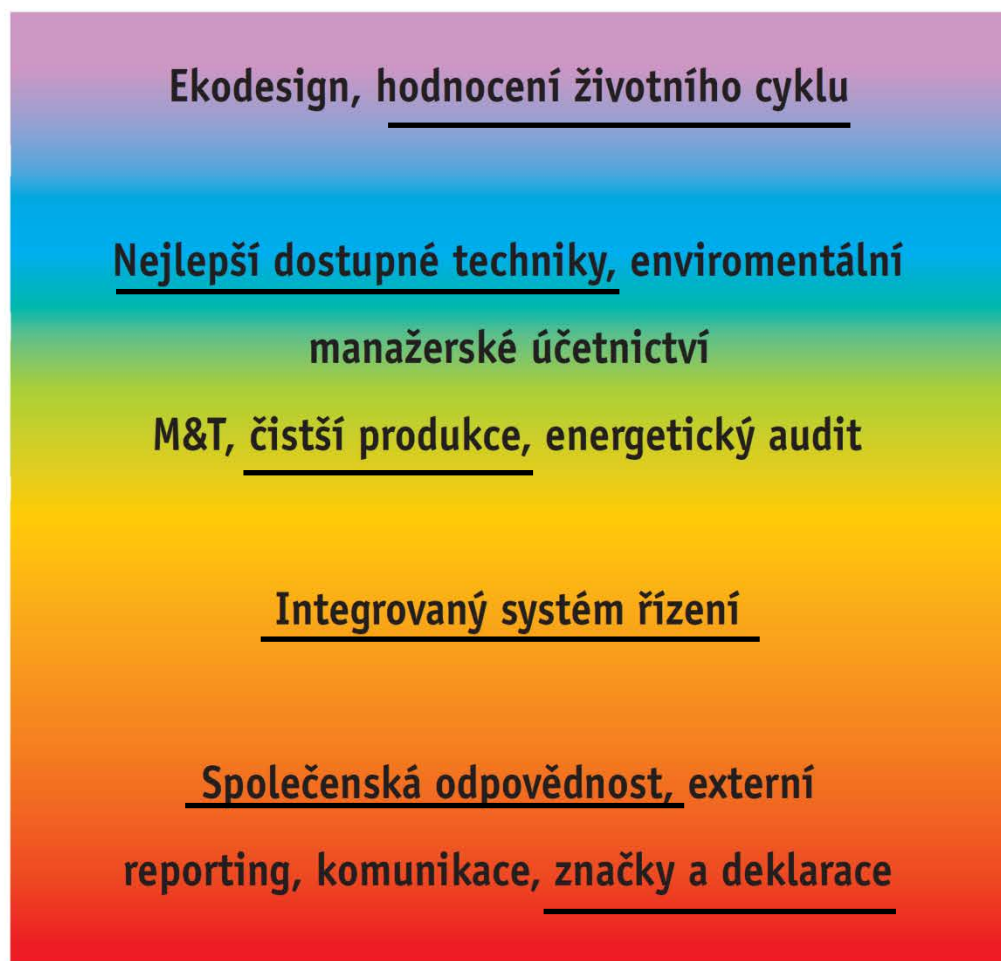 Ekodesign, hodnocení životního cyklu
Nejlepší dostupné techniky, enviromentální
manažerské účetnictví
M&T, čistší produkce, energetický audit
Integrovaný systém řízení
Společenská odpovědnost, externí
reporting, komunikace, značky a deklarace